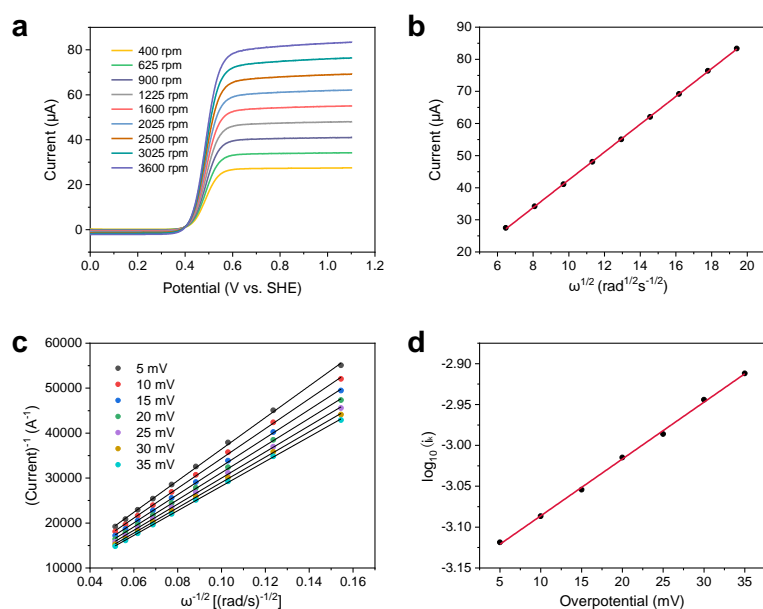 a
Current (µA)
80
60
40
20
0
400 rpm
625 rpm
900 rpm
1225 rpm
1600 rpm
2025 rpm
2500 rpm
3025 rpm
3600 rpm
0.0 0.2 0.4 0.6 0.8 1.0 1.2
Potential (V vs. SHE)
b
Current (µA)
90
80
70
60
50
40
30
20
6 8 10 12 14 16 18 20
ω^1/2 (rad^1/2 s^-1/2)
c
(Current)^-1 (A^-1)
60000
50000
40000
30000
20000
10000
5 mV
10 mV
15 mV
20 mV
25 mV
30 mV
35 mV
0.04 0.06 0.08 0.10 0.12 0.14 0.16
ω^-1/2 [(rad/s)^-1/2]
d
log10 (ik)
-2.90
-2.95
-3.00
-3.05
-3.10
-3.15
5 10 15 20 25 30 35
Overpotential (mV)